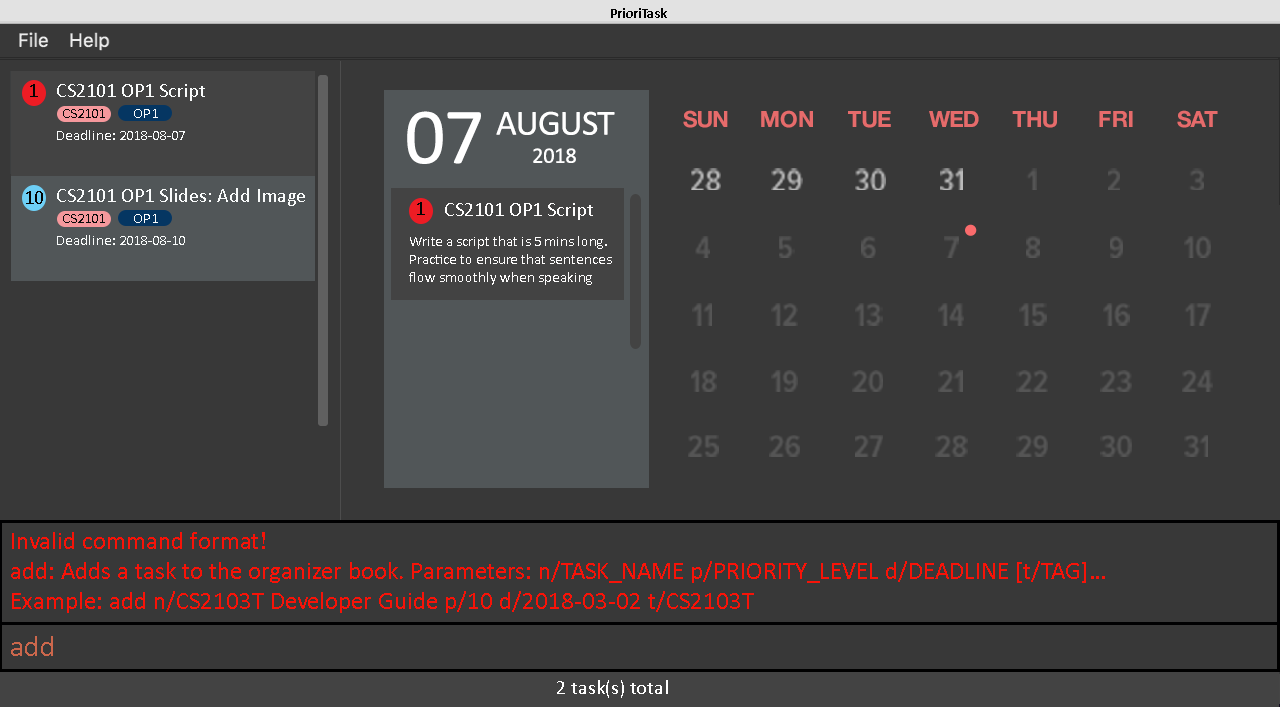 PrioriTask
File Help
1 CS2101 OP1 Script
CS2101 OP1
Deadline: 2018-08-07
10 CS2101 OP1 Slides: Add Image
CS2101 OP1
Deadline: 2018-08-10
07 AUGUST
2018
1 CS2101 OP1 Script
Write a script that is 5 mins long.
Practice to ensure that sentences
flow smoothly when speaking
SUN MON TUE WED THU FRI SAT
28 29 30 31 1 2 3
4 5 6 7 8 9 10
11 12 13 14 15 16 17
18 19 20 21 22 23 24
25 26 27 28 29 30 31
Invalid command format!
add: Adds a task to the organizer book. Parameters: n/TASK_NAME p/PRIORITY_LEVEL d/DEADLINE [t/TAG]...
Example: add n/CS2103T Developer Guide p/10 d/2018-03-02 t/CS2103T
add
2 task(s) total